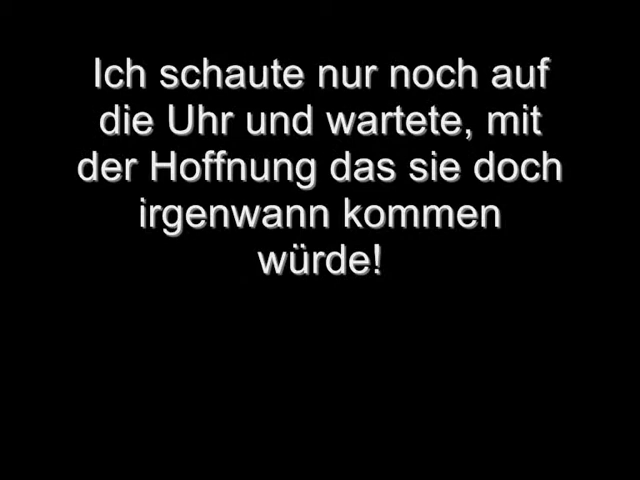 Ich schaute nur noch auf
die Uhr und wartete, mit
der Hoffnung das sie doch
irgenwann kommen
würde!